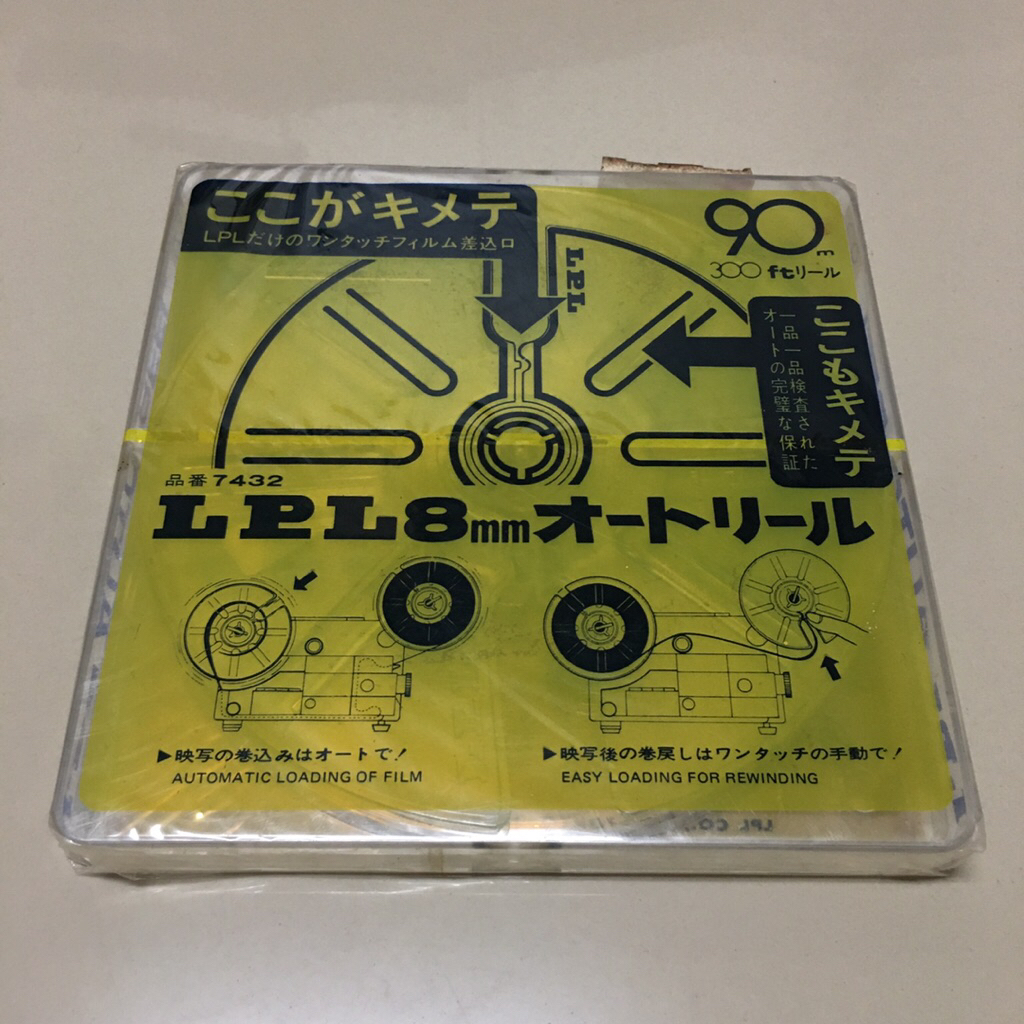 ここがキメテ
LPLだけのワンタッチフィルム差込口
90m
300 ftリール
LPL
ここもキメテ
一品一品検査された
オートの完璧な保証
品番7432
LPL8mmオートリール
▶映写の巻込みはオートで!
AUTOMATIC LOADING OF FILM
▶映写後の巻戻しはワンタッチの手動で!
EASY LOADING FOR REWINDING
LPL CO.,